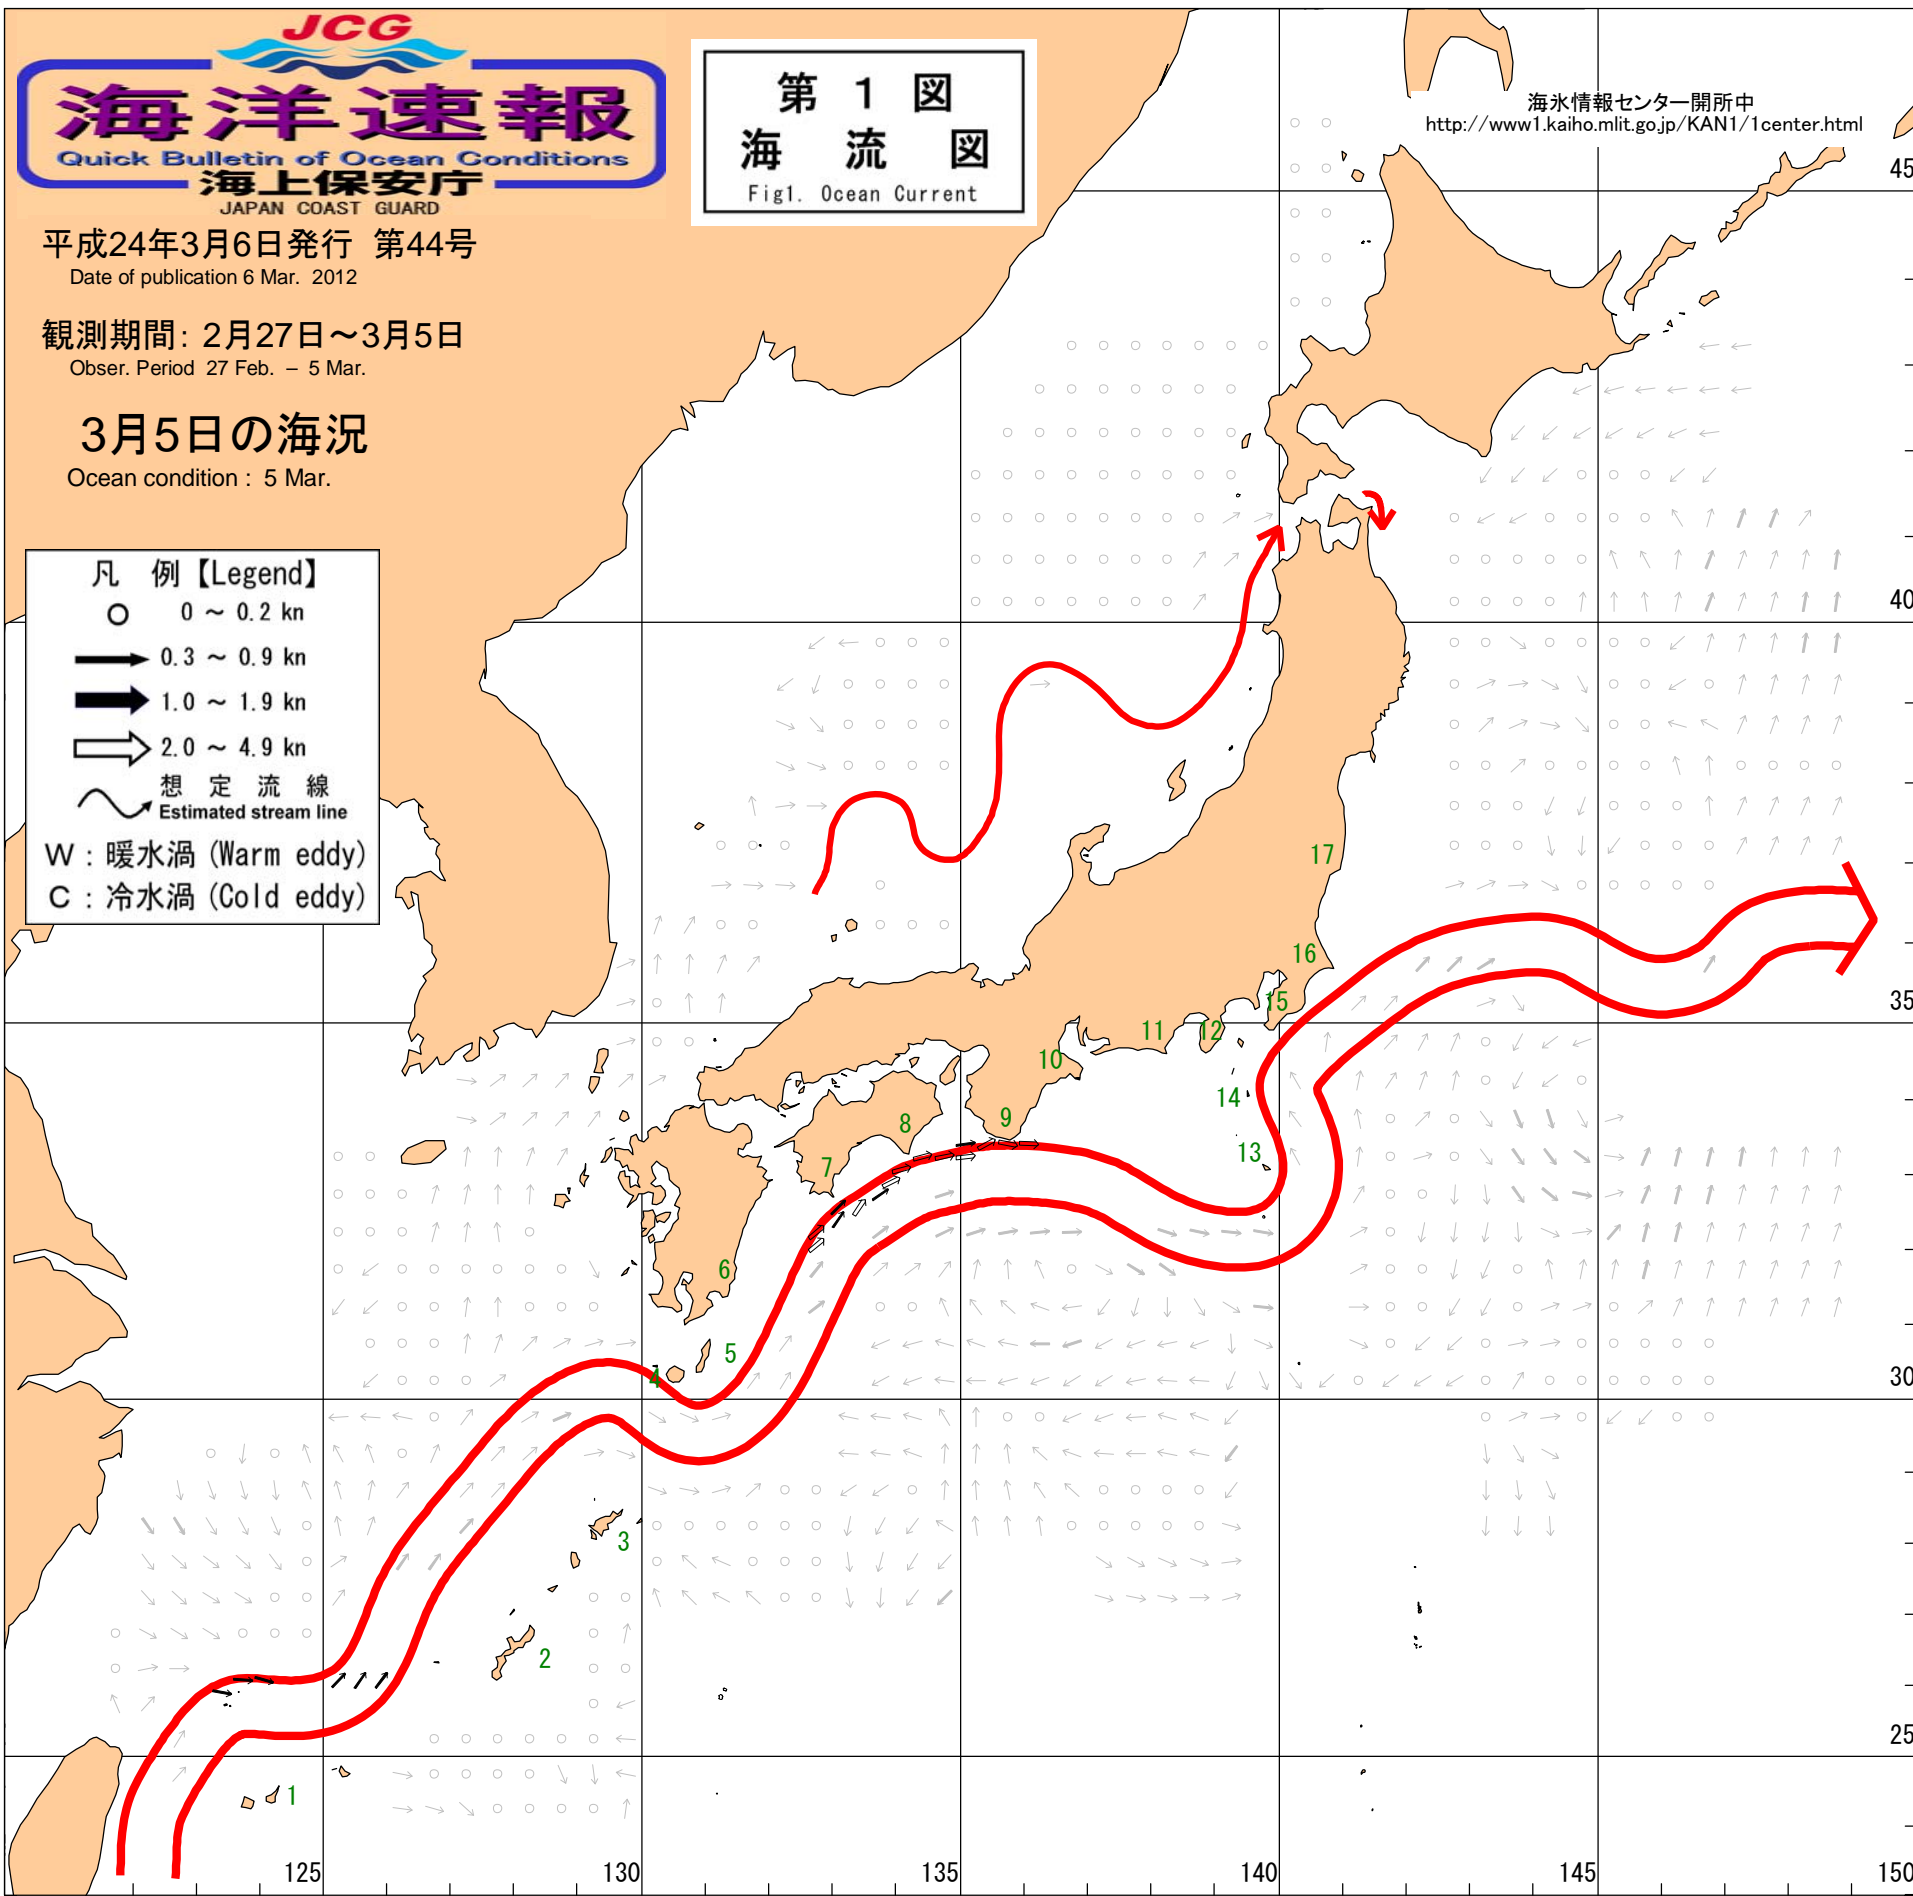 JCG
海洋速報
Quick Bulletin of Ocean Conditions
海上保安庁
JAPAN COAST GUARD
平成24年3月6日発行 第44号
Date of publication 6 Mar. 2012
観測期間: 2月27日～3月5日
Obser. Period 27 Feb. – 5 Mar.
3月5日の海況
Ocean condition : 5 Mar.
第 1 図
海 流 図
Fig1. Ocean Current
海氷情報センター開所中
http://www1.kaiho.mlit.go.jp/KAN1/1center.html
凡 例【Legend】
0 ～ 0.2 kn
0.3 ～ 0.9 kn
1.0 ～ 1.9 kn
2.0 ～ 4.9 kn
想 定 流 線
Estimated stream line
W : 暖水渦 (Warm eddy)
C : 冷水渦 (Cold eddy)
45
40
35
30
25
17
16
15
12
11
10
14
9
8
13
7
6
5
4
3
2
1
125
130
135
140
145
150